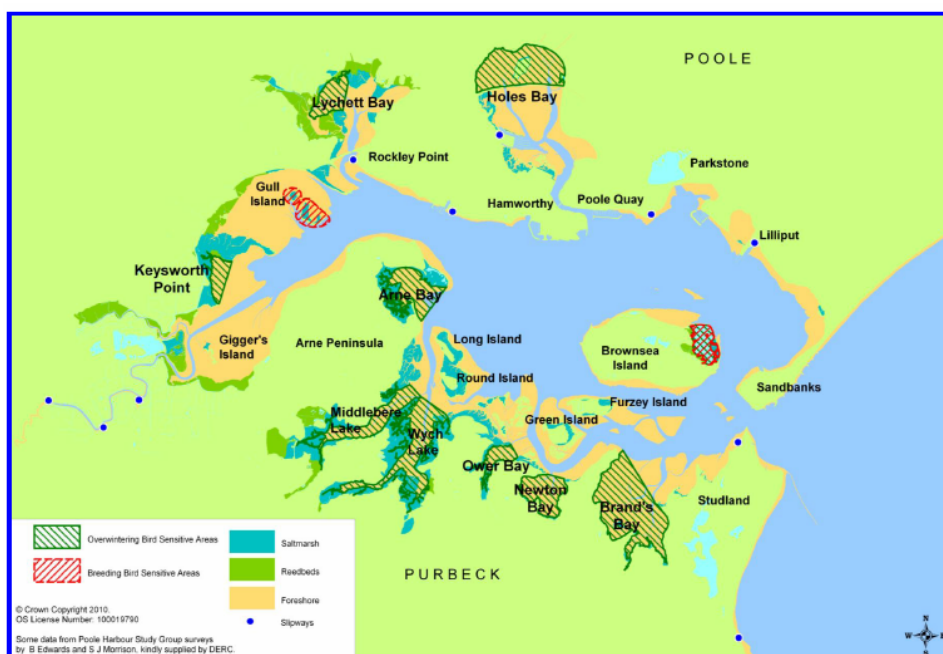 POOLE
Lychett Bay
Holes Bay
Rockley Point
Parkstone
Gull
Island
Hamworthy
Poole Quay
Lilliput
Keysworth
Point
Arne Bay
Gigger's
Island
Arne Peninsula
Long Island
Brownsea
Island
Sandbanks
Round Island
Furzey Island
Middlebere
Lake
Green Island
Wych
Lake
Ower Bay
Newton
Bay
Brand's
Bay
Studland
PURBECK
Overwintering Bird Sensitive Areas
Breeding Bird Sensitive Areas
Saltmarsh
Reedbeds
Foreshore
Slipways
© Crown Copyright 2010.
OS License Number: 100019790
Some data from Poole Harbour Study Group surveys
by B Edwards and S J Morrison, kindly supplied by DERC.
N
W E
S